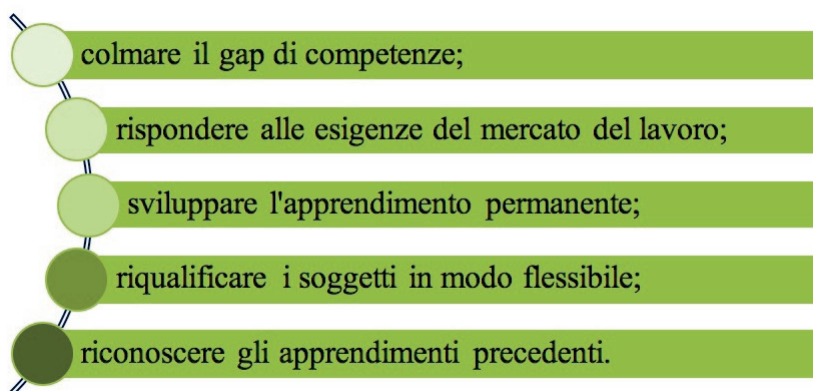 colmare il gap di competenze;
rispondere alle esigenze del mercato del lavoro;
sviluppare l'apprendimento permanente;
riqualificare i soggetti in modo flessibile;
riconoscere gli apprendimenti precedenti.